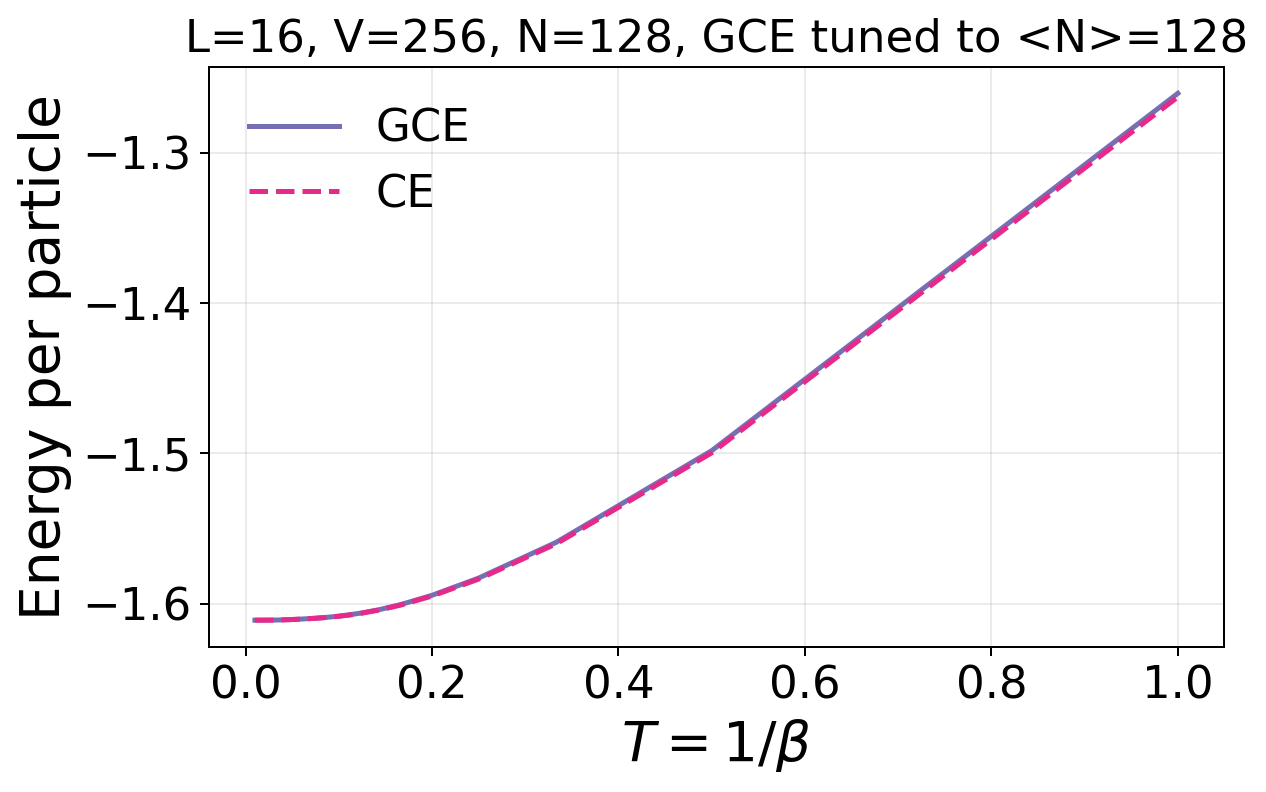 L=16, V=256, N=128, GCE tuned to <N>=128
Energy per particle
−1.3
−1.4
−1.5
−1.6
GCE
CE
0.0 0.2 0.4 0.6 0.8 1.0
T = 1/β